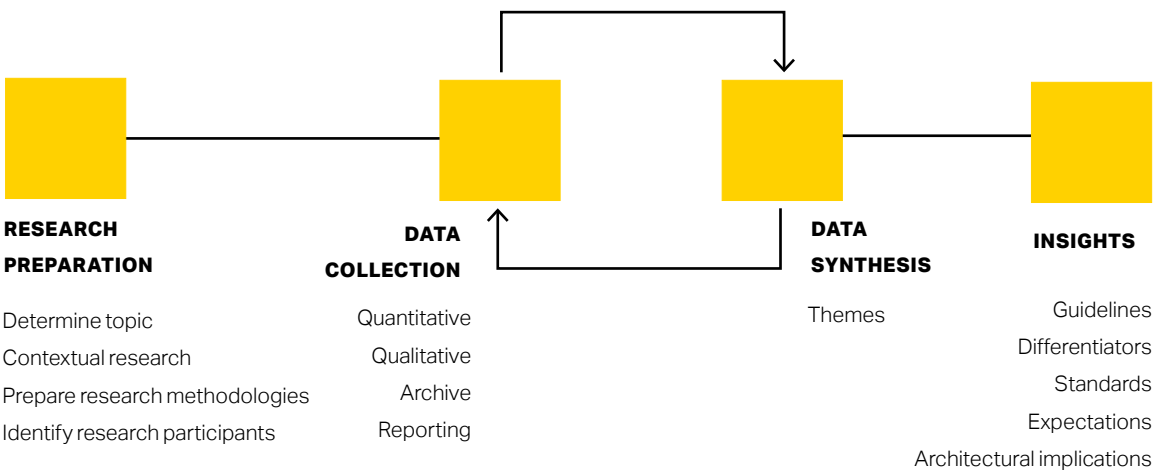 RESEARCH
PREPARATION
Determine topic
Contextual research
Prepare research methodologies
Identify research participants
DATA
COLLECTION
Quantitative
Qualitative
Archive
Reporting
DATA
SYNTHESIS
Themes
INSIGHTS
Guidelines
Differentiators
Standards
Expectations
Architectural implications